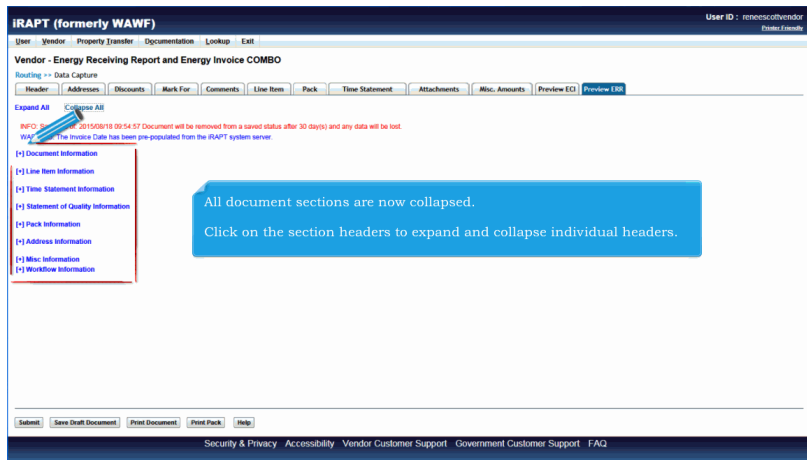 iRAPT (formerly WAWF)
User ID : reneescottvendor
Printer Friendly
User Vendor Property Transfer Documentation Lookup Exit
Vendor - Energy Receiving Report and Energy Invoice COMBO
Routing >> Data Capture
Header Addresses Discounts Mark For Comments Line Item Pack Time Statement Attachments Misc. Amounts Preview ECI Preview ERR
Expand All Collapse All
INFO: 2015/08/18 09:54:57 Document will be removed from a saved status after 30 day(s) and any data will be lost.
The Invoice Date has been pre-populated from the iRAPT system server.
[+] Document Information
[+] Line Item Information
[+] Time Statement Information
[+] Statement of Quality Information
[+] Pack Information
[+] Address Information
[+] Misc Information
[+] Workflow Information
All document sections are now collapsed.
Click on the section headers to expand and collapse individual headers.
Submit Save Draft Document Print Document Print Pack Help
Security & Privacy Accessibility Vendor Customer Support Government Customer Support FAQ